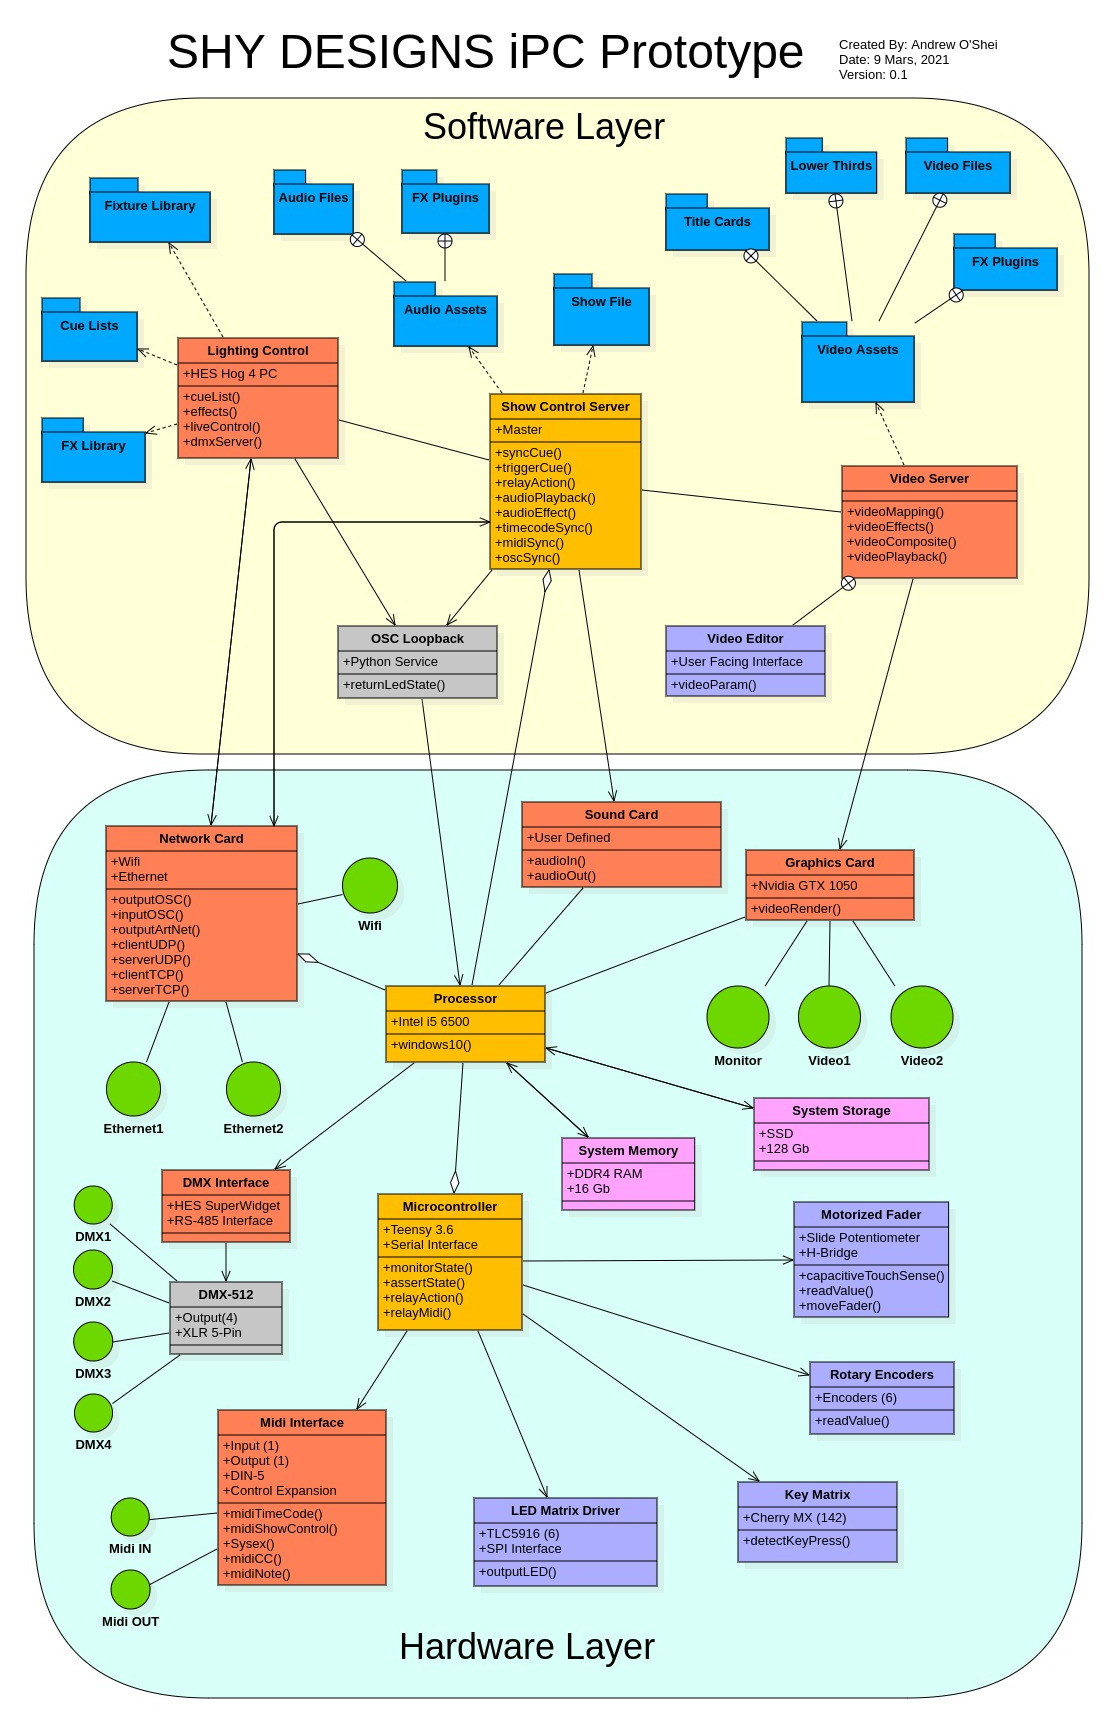 SHY DESIGNS iPC Prototype
Created By: Andrew O'Shei
Date: 9 Mars, 2021
Version: 0.1
Software Layer
Lower Thirds
Video Files
Fixture Library
Audio Files
FX Plugins
Title Cards
FX Plugins
Cue Lists
Audio Assets
Show File
Video Assets
FX Library
Lighting Control
+HES Hog 4 PC
+cueList()
+effects()
+liveControl()
+dmxServer()
Show Control Server
+Master
+syncCue()
+triggerCue()
+relayAction()
+audioPlayback()
+audioEffect()
+timecodeSync()
+midiSync()
+oscSync()
Video Server
+videoMapping()
+videoEffects()
+videoComposite()
+videoPlayback()
OSC Loopback
+Python Service
+returnLedState()
Video Editor
+User Facing Interface
+videoParam()
Network Card
+Wifi
+Ethernet
+outputOSC()
+inputOSC()
+outputArtNet()
+clientUDP()
+serverUDP()
+clientTCP()
+serverTCP()
Wifi
Sound Card
+User Defined
+audioIn()
+audioOut()
Graphics Card
+Nvidia GTX 1050
+videoRender()
Processor
+Intel i5 6500
+windows10()
Monitor
Video1
Video2
Ethernet1
Ethernet2
System Storage
+SSD
+128 Gb
System Memory
+DDR4 RAM
+16 Gb
DMX Interface
+HES SuperWidget
+RS-485 Interface
DMX1
DMX2
DMX3
DMX4
DMX-512
+Output(4)
+XLR 5-Pin
Microcontroller
+Teensy 3.6
+Serial Interface
+monitorState()
+assertState()
+relayAction()
+relayMidi()
Motorized Fader
+Slide Potentiometer
+H-Bridge
+capacitiveTouchSense()
+readValue()
+moveFader()
Rotary Encoders
+Encoders (6)
+readValue()
Midi Interface
+Input (1)
+Output (1)
+DIN-5
+Control Expansion
+midiTimeCode()
+midiShowControl()
+Sysex()
+midiCC()
+midiNote()
Midi IN
Midi OUT
LED Matrix Driver
+TLC5916 (6)
+SPI Interface
+outputLED()
Key Matrix
+Cherry MX (142)
+detectKeyPress()
Hardware Layer